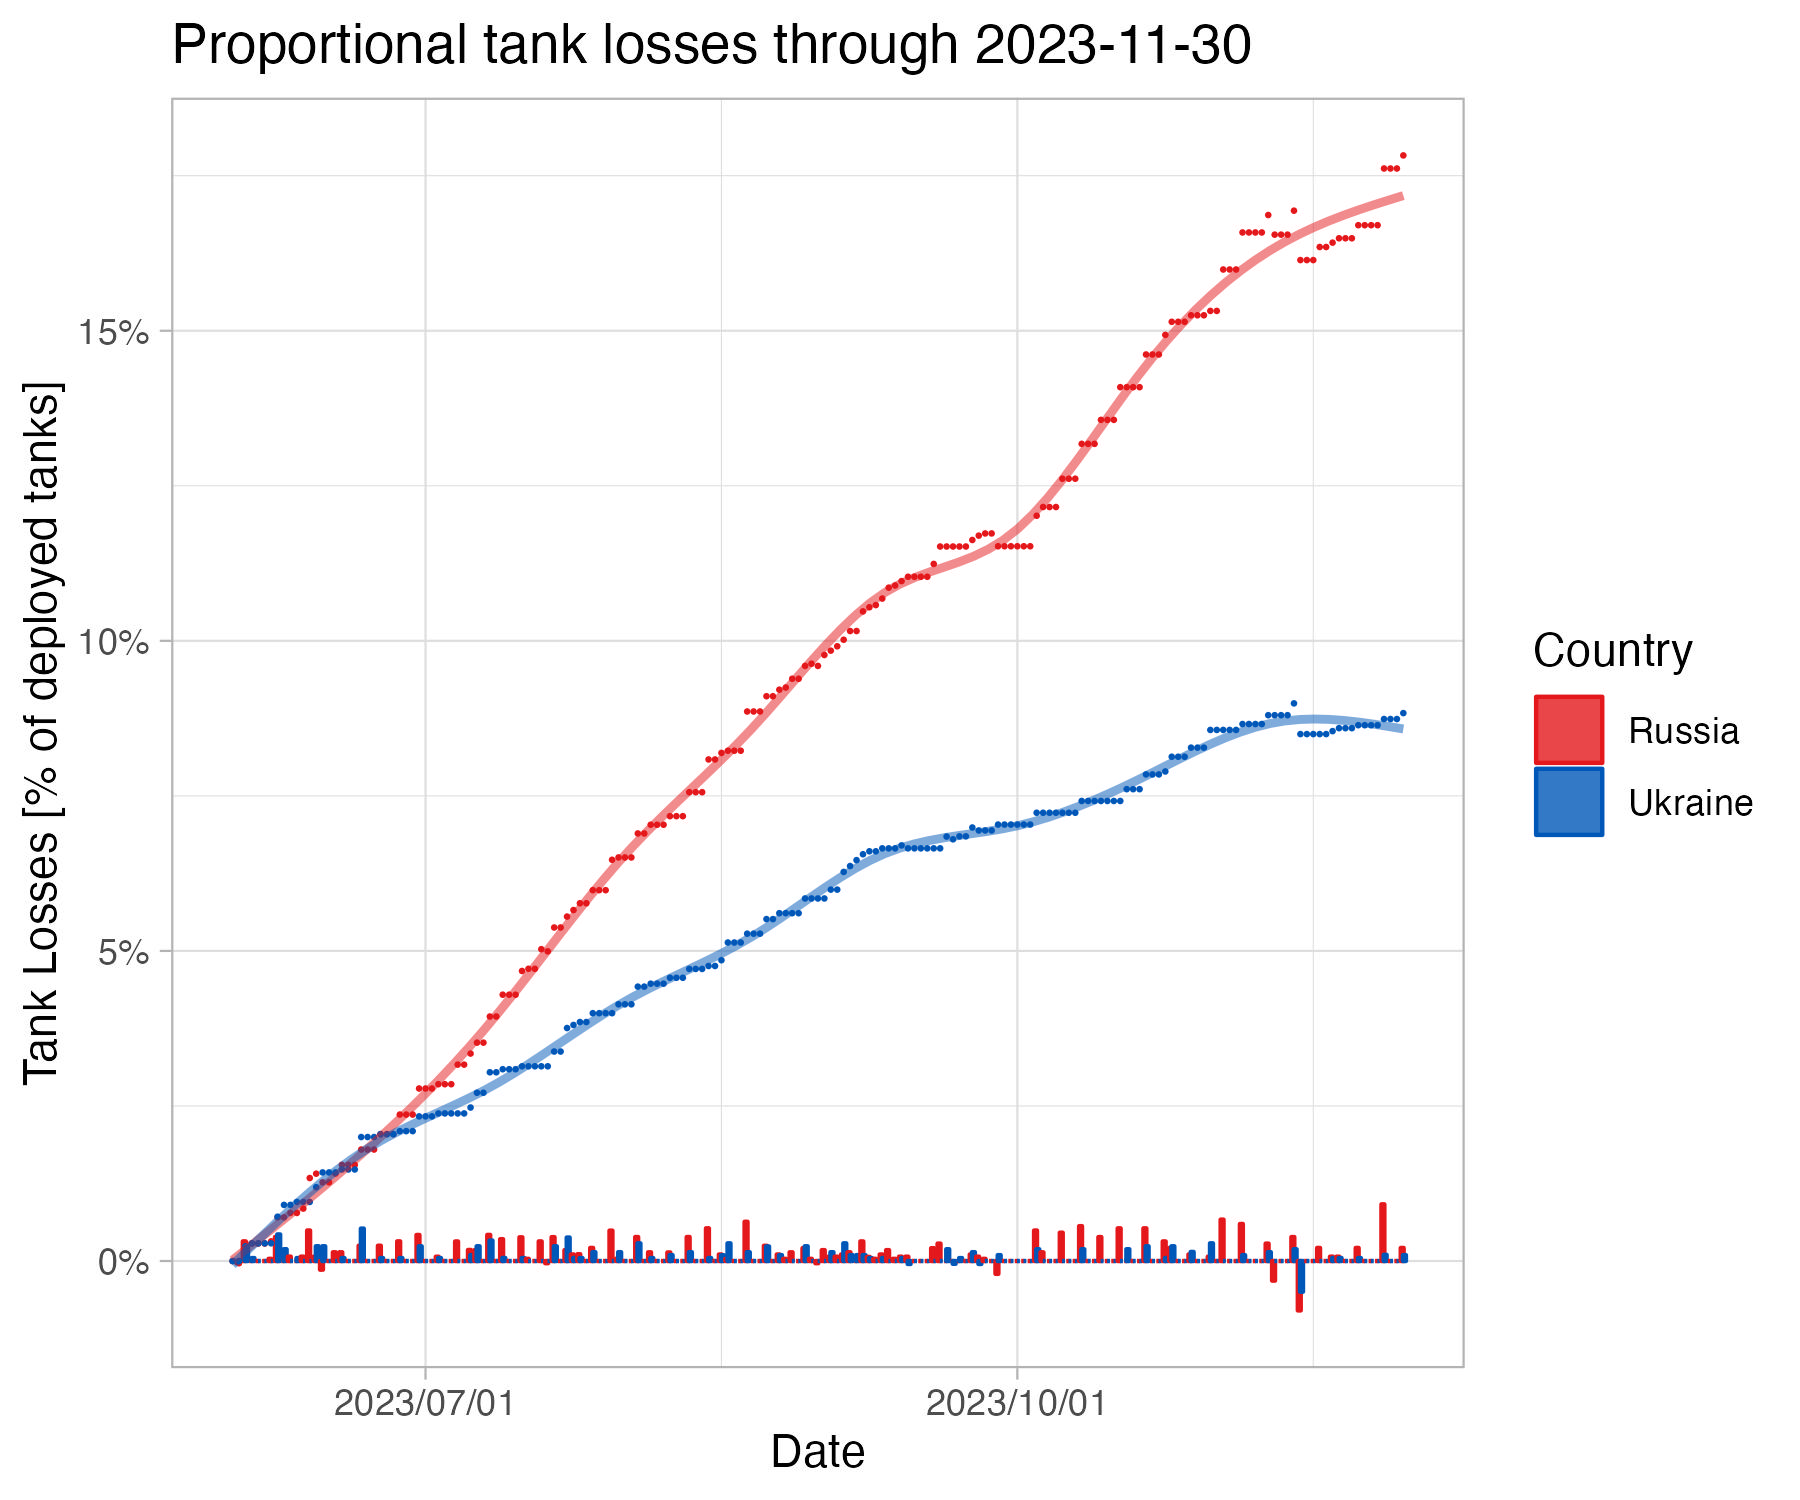 Proportional tank losses through 2023-11-30
Tank Losses [% of deployed tanks]
15%
10%
5%
0%
2023/07/01
2023/10/01
Date
Country
Russia
Ukraine